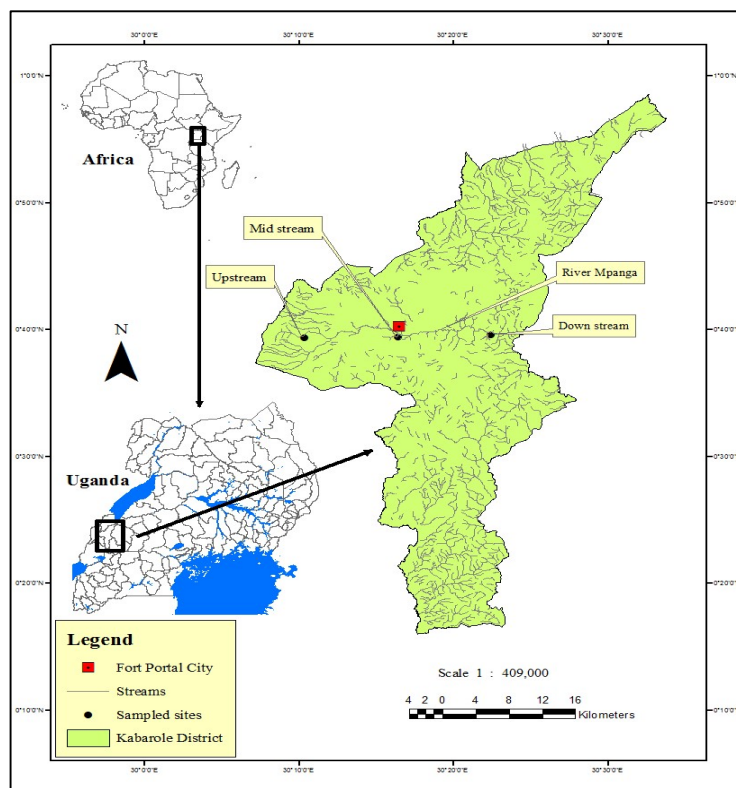 30°0'0"E 30°10'0"E 30°20'0"E 30°30'0"E
1°0'0"N 1°0'0"N
Africa
0°50'0"N 0°50'0"N
Mid stream
Upstream
River Mpanga
Down stream
0°40'0"N 0°40'0"N
N
0°30'0"N 0°30'0"N
Uganda
0°20'0"N 0°20'0"N
Legend
Fort Portal City
Streams
Sampled sites
Kabarole District
Scale 1 : 409,000
4 2 0 4 8 12 16
Kilometers
0°10'0"N 0°10'0"N
30°0'0"E 30°10'0"E 30°20'0"E 30°30'0"E